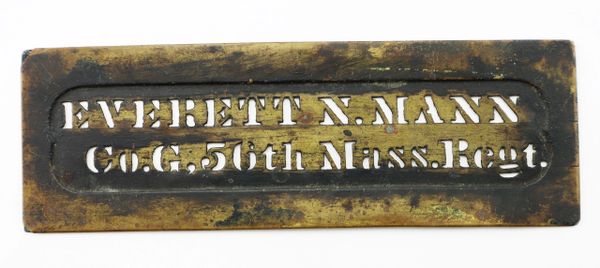 EVERETT N. MANN
Co.G, 56th Mass.Regt.